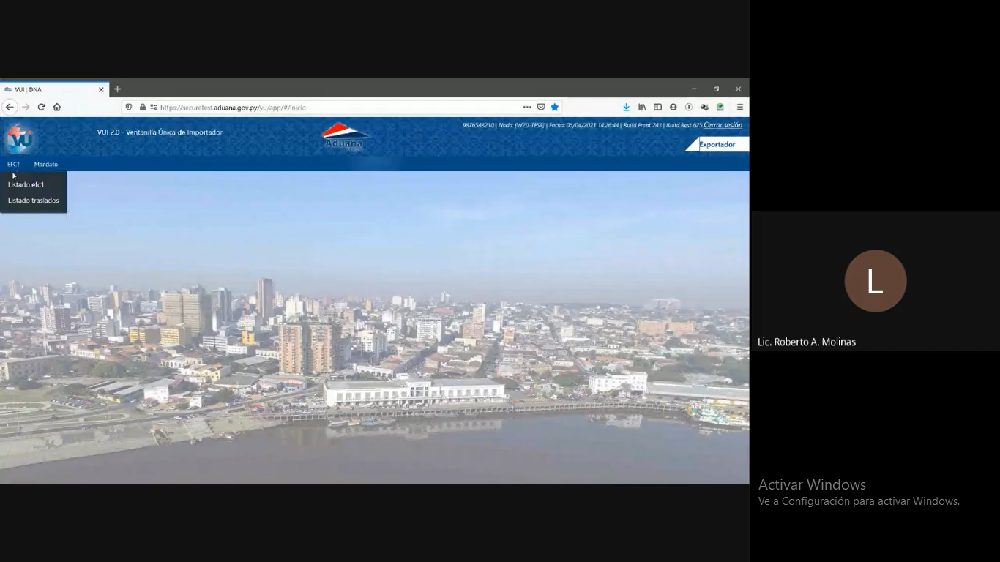 VUI | DNA
https://securetest.aduana.gov.py/vu/app/#/inicio
VU
VUI 2.0 - Ventanilla Única de Importador
Aduana
9876543210 | Nodo: [W20-TEST] | Fecha: 05/04/2021 14:26:44 | Build Front 243 | Build Rest 625 Cerrar sesión
Exportador
EFC1 Mandato
Listado efc1
Listado traslados
L
Lic. Roberto A. Molinas
Activar Windows
Ve a Configuración para activar Windows.